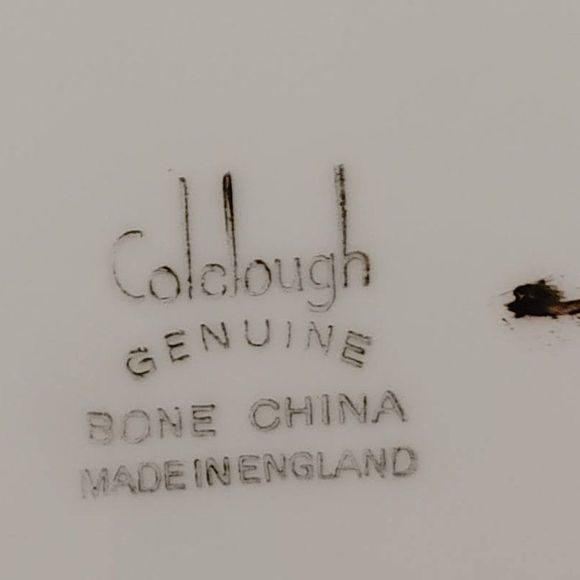 Colclough
GENUINE
BONE CHINA
MADE IN ENGLAND